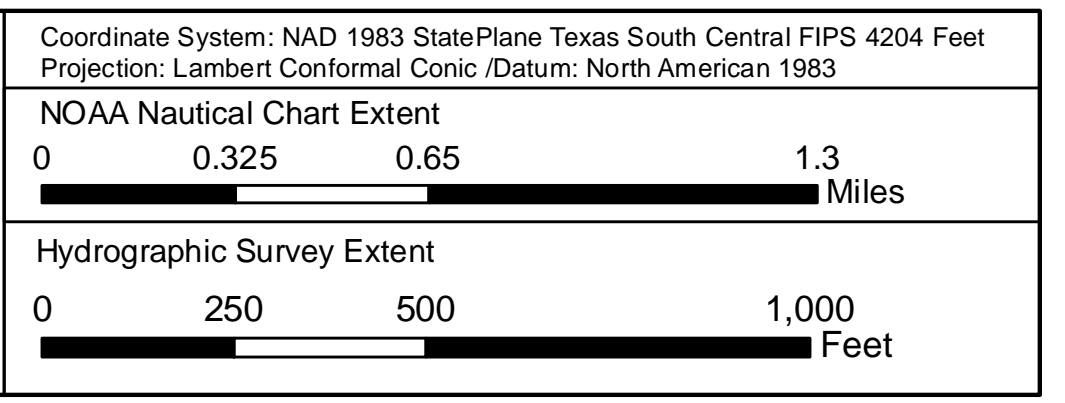 Coordinate System: NAD 1983 StatePlane Texas South Central FIPS 4204 Feet
Projection: Lambert Conformal Conic /Datum: North American 1983
NOAA Nautical Chart Extent
0 0.325 0.65 1.3
Miles
Hydrographic Survey Extent
0 250 500 1,000
Feet